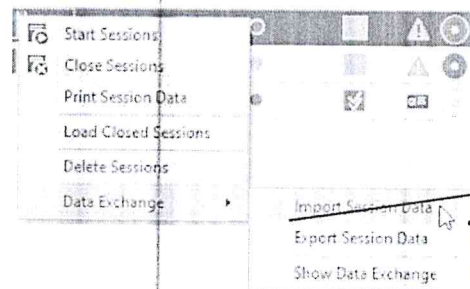 Start Sessions
Close Sessions
Print Session Data
Load Closed Sessions
Delete Sessions
Data Exchange
Import Session Data
Export Session Data
Show Data Exchange